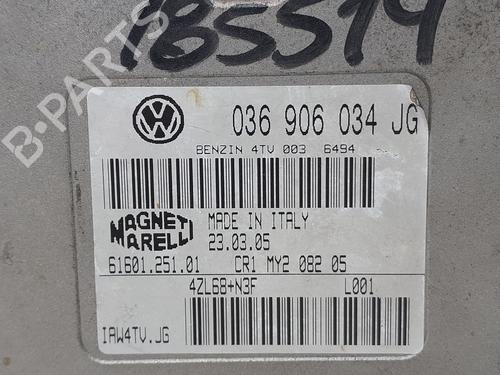 185514
B-PARTS
036 906 034 JG
BENZIN 4TV 003 6494
MAGNETI MARELLI
MADE IN ITALY
23.03.05
61601.251.01 CR1 MY2 082 05
4ZL68+N3F L001
IAW4TV.JG